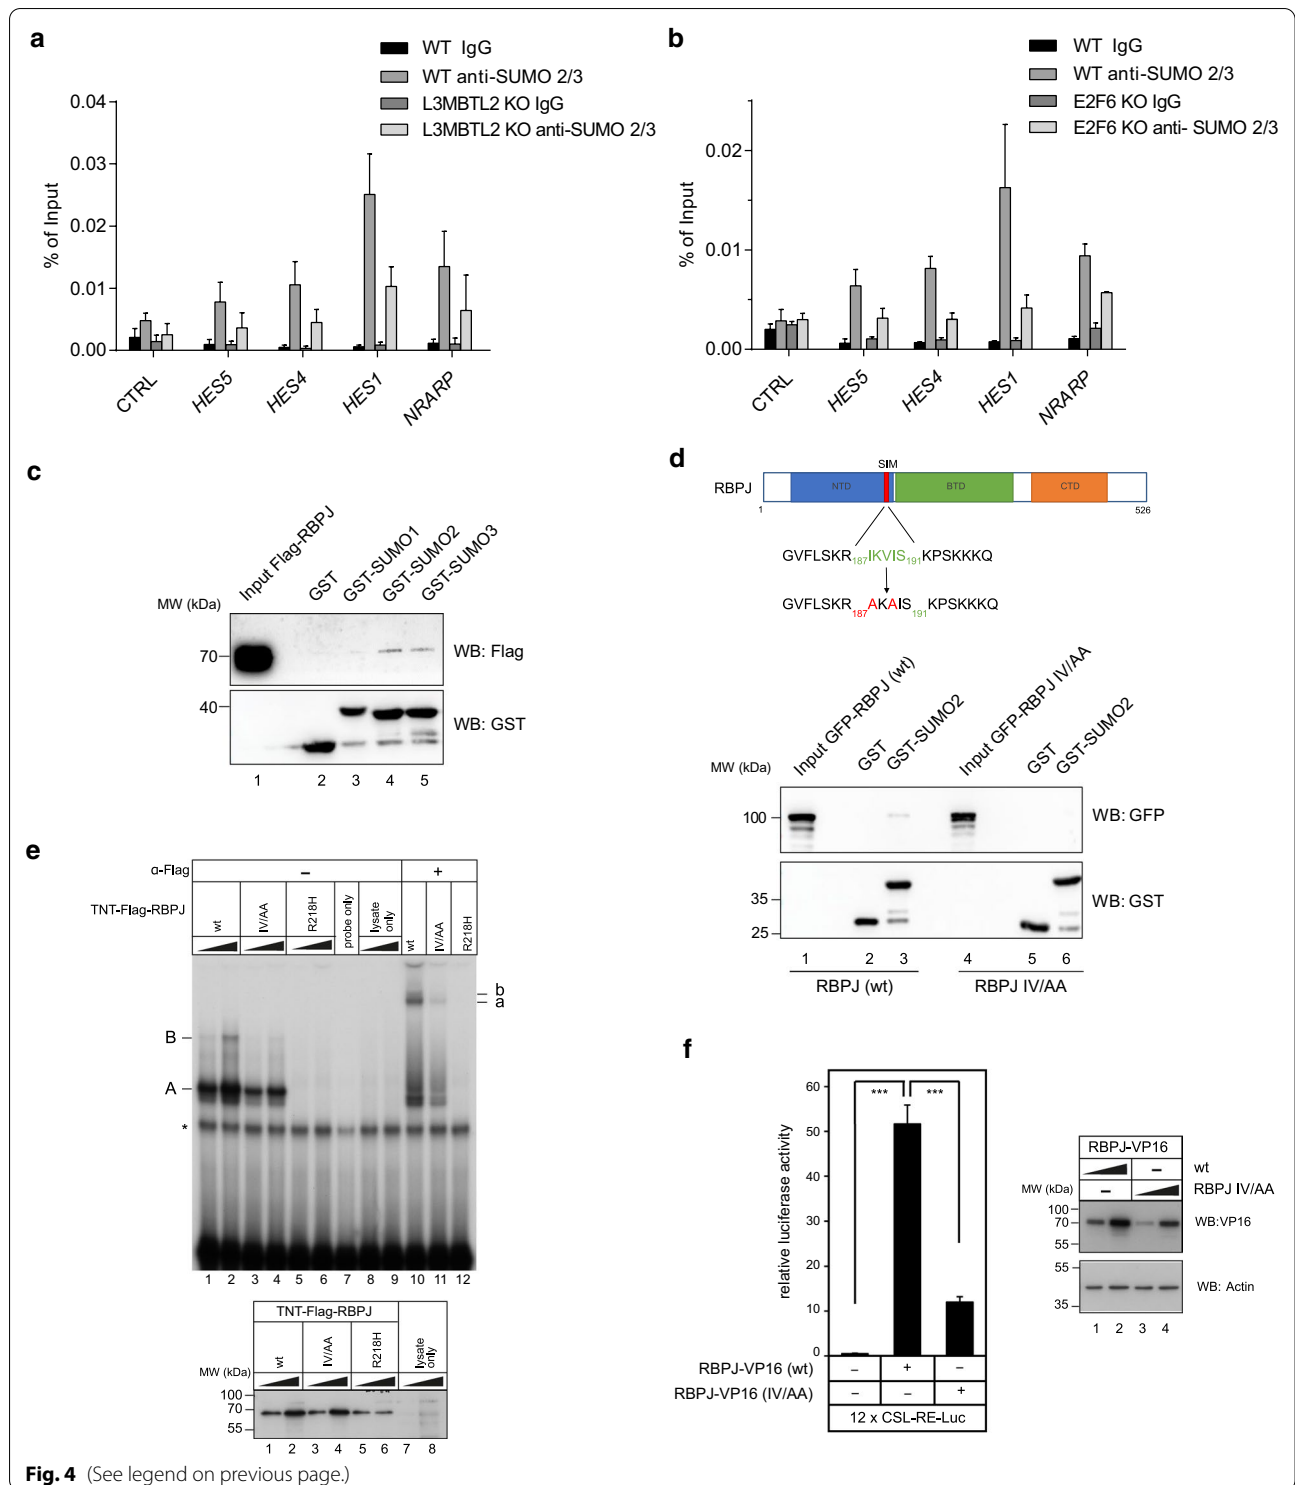 a
WT IgG
WT anti-SUMO 2/3
L3MBTL2 KO IgG
L3MBTL2 KO anti-SUMO 2/3
% of Input
0.04
0.03
0.02
0.01
0.00
CTRL
HES5
HES4
HES1
NRARP
b
WT IgG
WT anti-SUMO 2/3
E2F6 KO IgG
E2F6 KO anti- SUMO 2/3
% of Input
0.02
0.01
0.00
CTRL
HES5
HES4
HES1
NRARP
c
Input Flag-RBPJ
GST
GST-SUMO1
GST-SUMO2
GST-SUMO3
MW (kDa)
70
WB: Flag
40
WB: GST
1 2 3 4 5
d
SIM
RBPJ
NTD BTD CTD
1 526
GVFLSKR187IKVIS191KPSKKKQ
GVFLSKR187AKAIS191KPSKKKQ
Input GFP-RBPJ (wt)
GST
GST-SUMO2
Input GFP-RBPJ IV/AA
GST
GST-SUMO2
MW (kDa)
100
WB: GFP
35
25
WB: GST
1 2 3 4 5 6
RBPJ (wt) RBPJ IV/AA
e
α-Flag − +
TNT-Flag-RBPJ
wt
IV/AA
R218H
probe only
lysate only
wt
IV/AA
R218H
b
a
B
A
*
1 2 3 4 5 6 7 8 9 10 11 12
TNT-Flag-RBPJ
wt
IV/AA
R218H
lysate only
MW (kDa)
100
70
55
1 2 3 4 5 6 7 8
f
relative luciferase activity
60
50
40
30
20
10
0
*** ***
RBPJ-VP16 (wt) − + −
RBPJ-VP16 (IV/AA) − − +
12 x CSL-RE-Luc
RBPJ-VP16
− wt
− RBPJ IV/AA
MW (kDa)
100
70
55
WB:VP16
55
35
WB: Actin
1 2 3 4
Fig. 4 (See legend on previous page.)